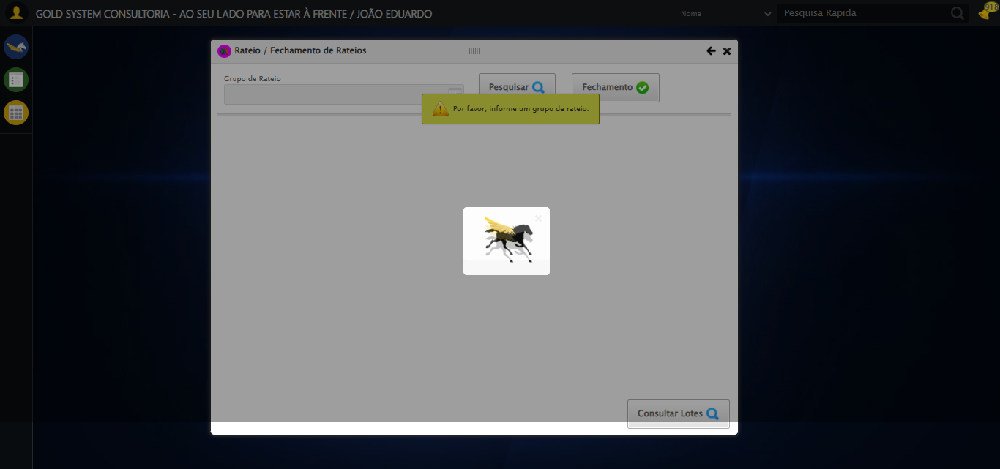 GOLD SYSTEM CONSULTORIA - AO SEU LADO PARA ESTAR À FRENTE / JOÃO EDUARDO
Nome
Pesquisa Rapida
918
Rateio / Fechamento de Rateios
Grupo de Rateio
Pesquisar
Fechamento
Por favor, informe um grupo de rateio.
Consultar Lotes